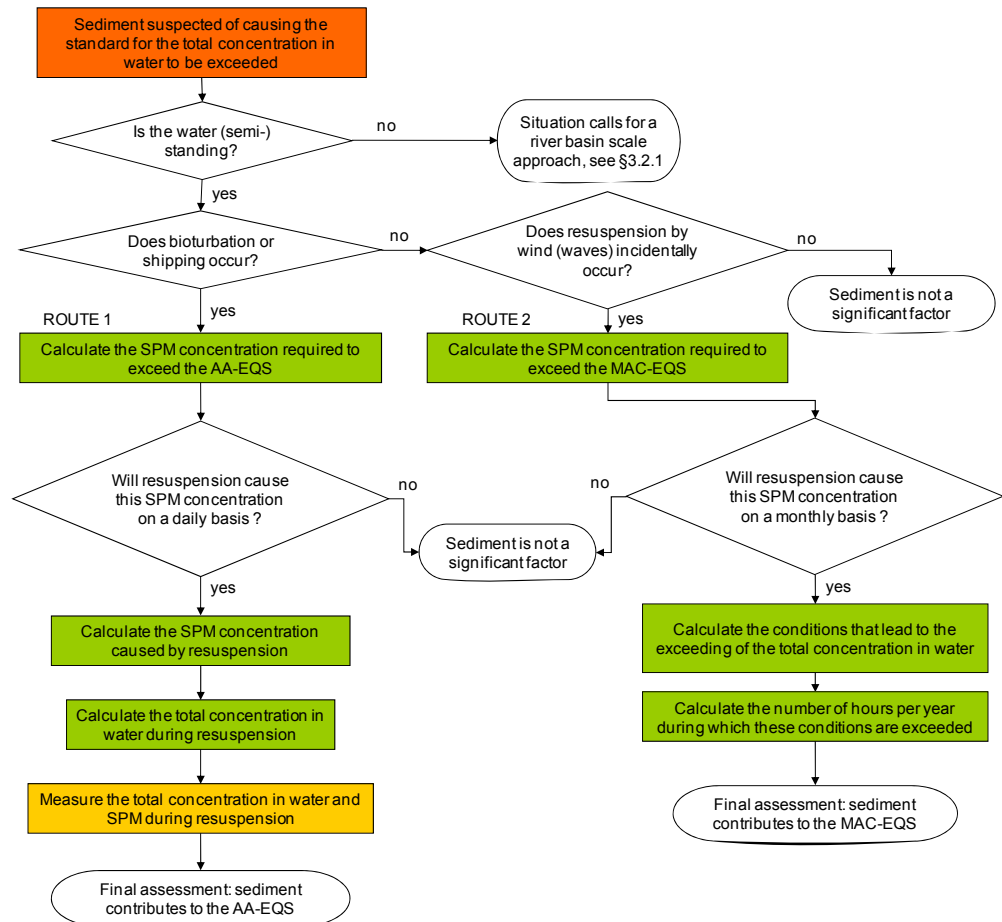 Sediment suspected of causing the
standard for the total concentration in
water to be exceeded
Is the water (semi-)
standing?
no
Situation calls for a
river basin scale
approach, see §3.2.1
yes
Does bioturbation or
shipping occur?
no
Does resuspension by
wind (waves) incidentally
occur?
no
Sediment is not a
significant factor
yes
yes
ROUTE 1
ROUTE 2
Calculate the SPM concentration required to
exceed the AA-EQS
Calculate the SPM concentration required to
exceed the MAC-EQS
Will resuspension cause
this SPM concentration
on a daily basis ?
no
Sediment is not a
significant factor
no
Will resuspension cause
this SPM concentration
on a monthly basis ?
yes
yes
Calculate the SPM concentration
caused by resuspension
Calculate the conditions that lead to the
exceeding of the total concentration in water
Calculate the total concentration in
water during resuspension
Calculate the number of hours per year
during which these conditions are exceeded
Measure the total concentration in water and
SPM during resuspension
Final assessment: sediment
contributes to the MAC-EQS
Final assessment: sediment
contributes to the AA-EQS